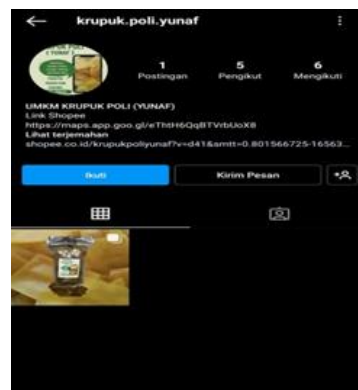 krupuk.poli.yunaf
1 5 6
Postingan Pengikut Mengikuti
UMKM KRUPUK POLI (YUNAF)
Link Shopee
https://maps.app.goo.gl/eThtH6QqBTVrbUoX8
Lihat terjemahan
shopee.co.id/krupukpoliyunaf?v=d41&smtt=0.801566725-16563...
Ikuti Kirim Pesan